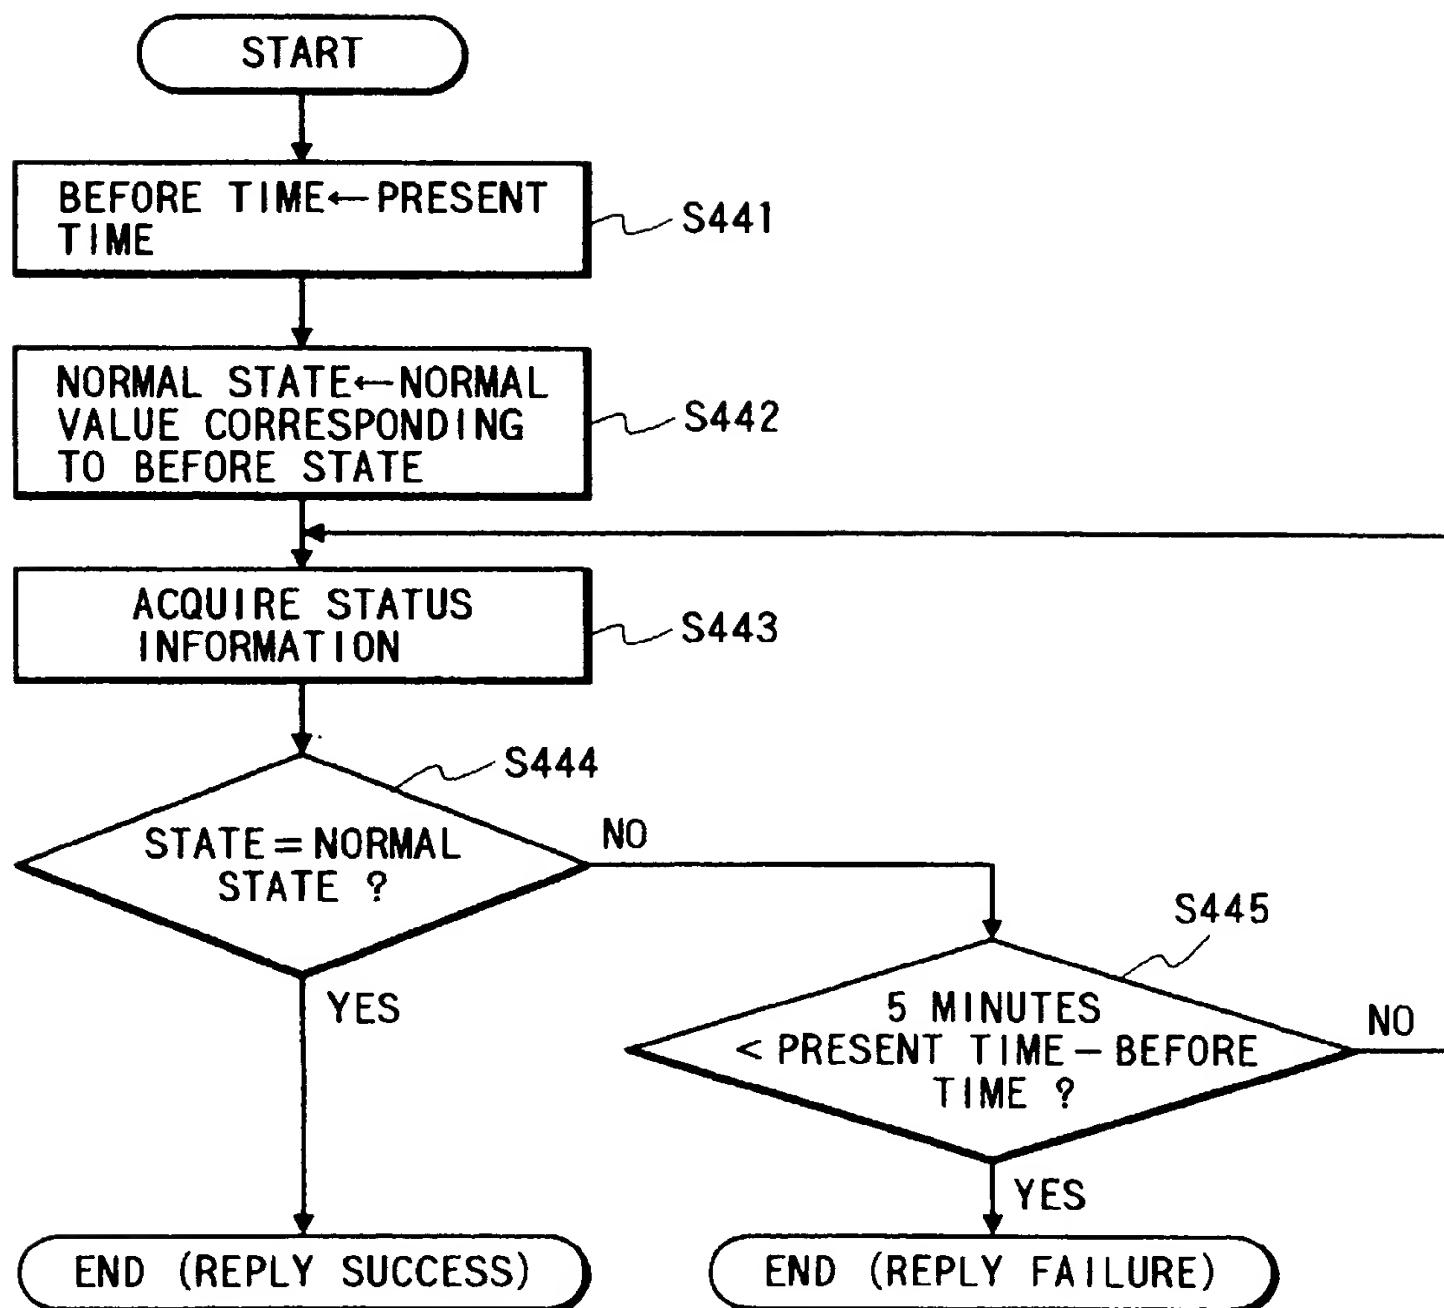 START
BEFORE TIME←PRESENT
TIME
S441
NORMAL STATE←NORMAL
VALUE CORRESPONDING
TO BEFORE STATE
S442
ACQUIRE STATUS
INFORMATION
S443
S444
STATE=NORMAL
STATE ?
NO
YES
S445
5 MINUTES
< PRESENT TIME－BEFORE
TIME ?
NO
YES
END (REPLY SUCCESS)
END (REPLY FAILURE)